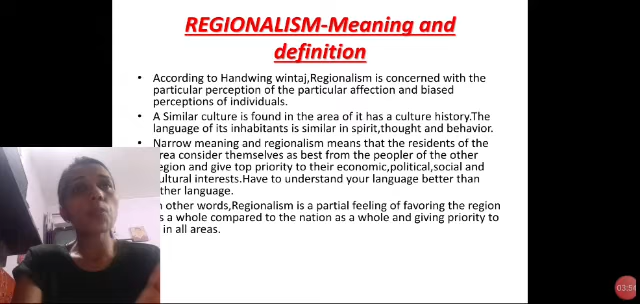 REGIONALISM-Meaning and
definition
• According to Handwing wintaj,Regionalism is concerned with the
particular perception of the particular affection and biased
perceptions of individuals.
• A Similar culture is found in the area of it has a culture history.The
language of its inhabitants is similar in spirit,thought and behavior.
• Narrow meaning and regionalism means that the residents of the
area consider themselves as best from the peopler of the other
region and give top priority to their economic,political,social and
ultural interests.Have to understand your language better than
ther language.
n other words,Regionalism is a partial feeling of favoring the region
s a whole compared to the nation as a whole and giving priority to
in all areas.
03:58